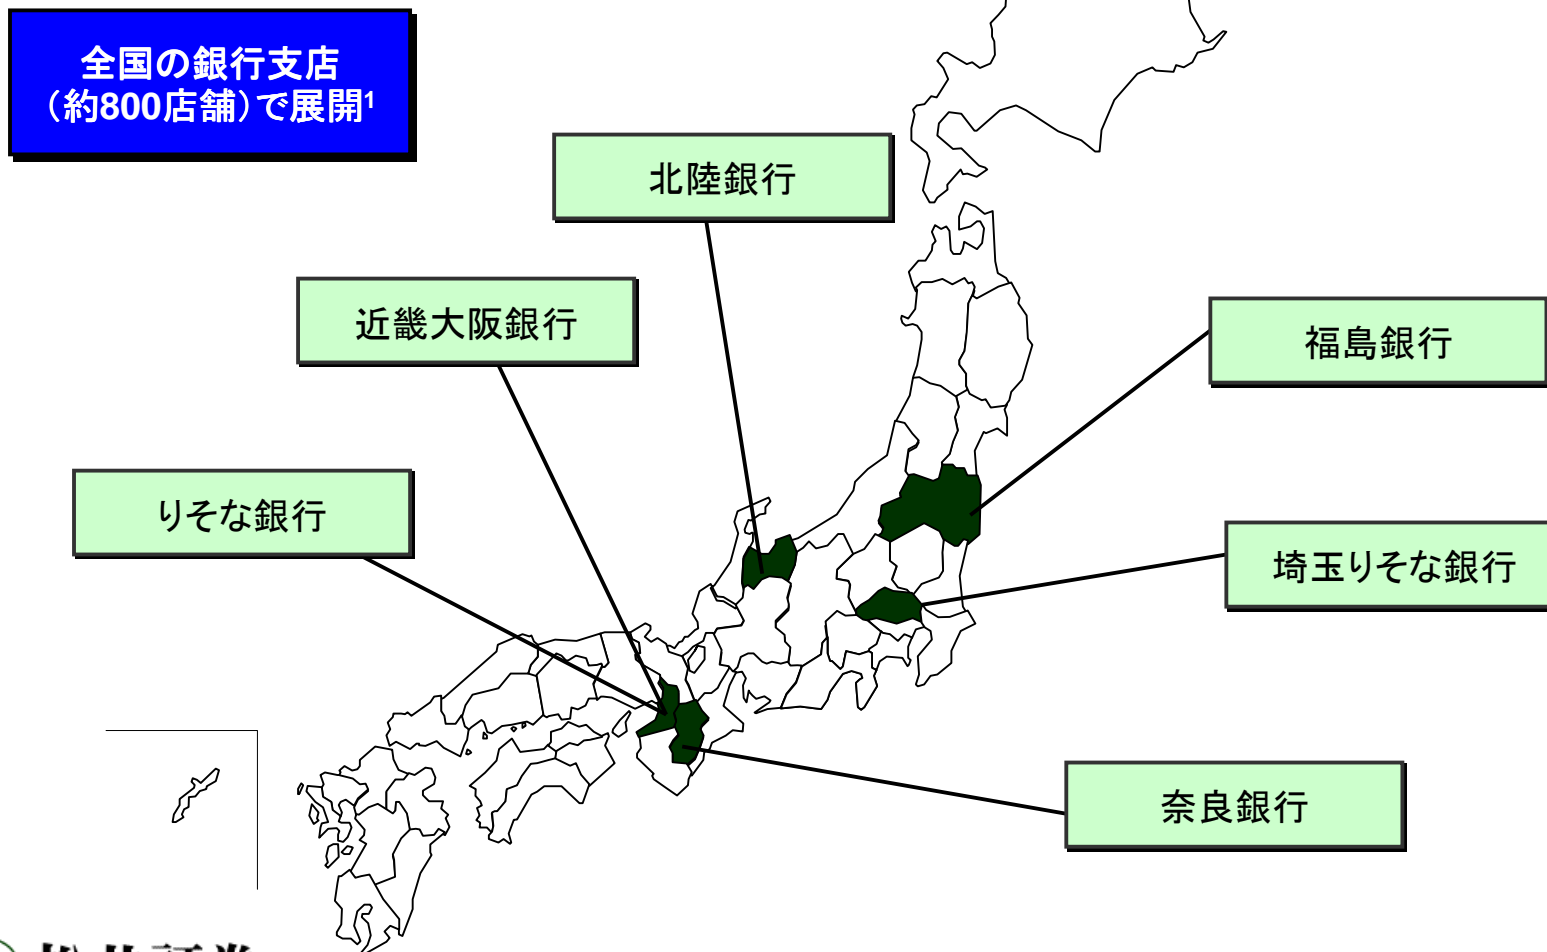 全国の銀行支店
（約800店舗）で展開1
北陸銀行
近畿大阪銀行
福島銀行
りそな銀行
埼玉りそな銀行
奈良銀行